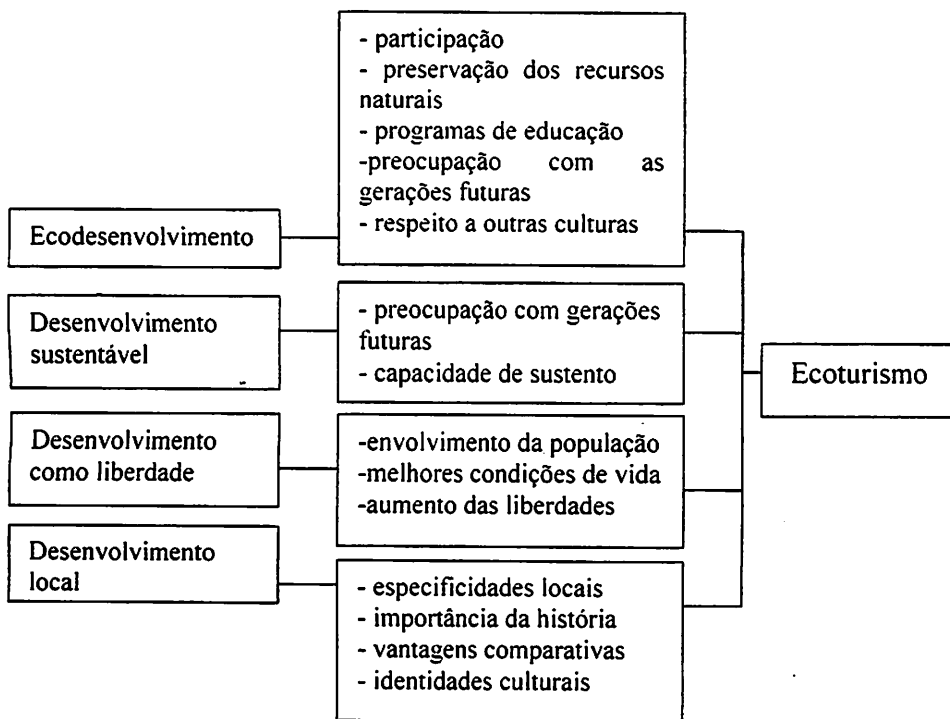 - participação
- preservação dos recursos
naturais
- programas de educação
-preocupação com as
gerações futuras
- respeito a outras culturas
Ecodesenvolvimento
Desenvolvimento
sustentável
- preocupação com gerações
futuras
- capacidade de sustento
Ecoturismo
Desenvolvimento
como liberdade
-envolvimento da população
-melhores condições de vida
-aumento das liberdades
Desenvolvimento
local
- especificidades locais
- importância da história
- vantagens comparativas
- identidades culturais